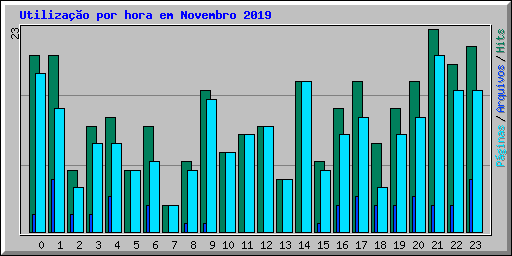 Utilização por hora em Novembro 2019
23
Páginas / Arquivos / Hits
0 1 2 3 4 5 6 7 8 9 10 11 12 13 14 15 16 17 18 19 20 21 22 23